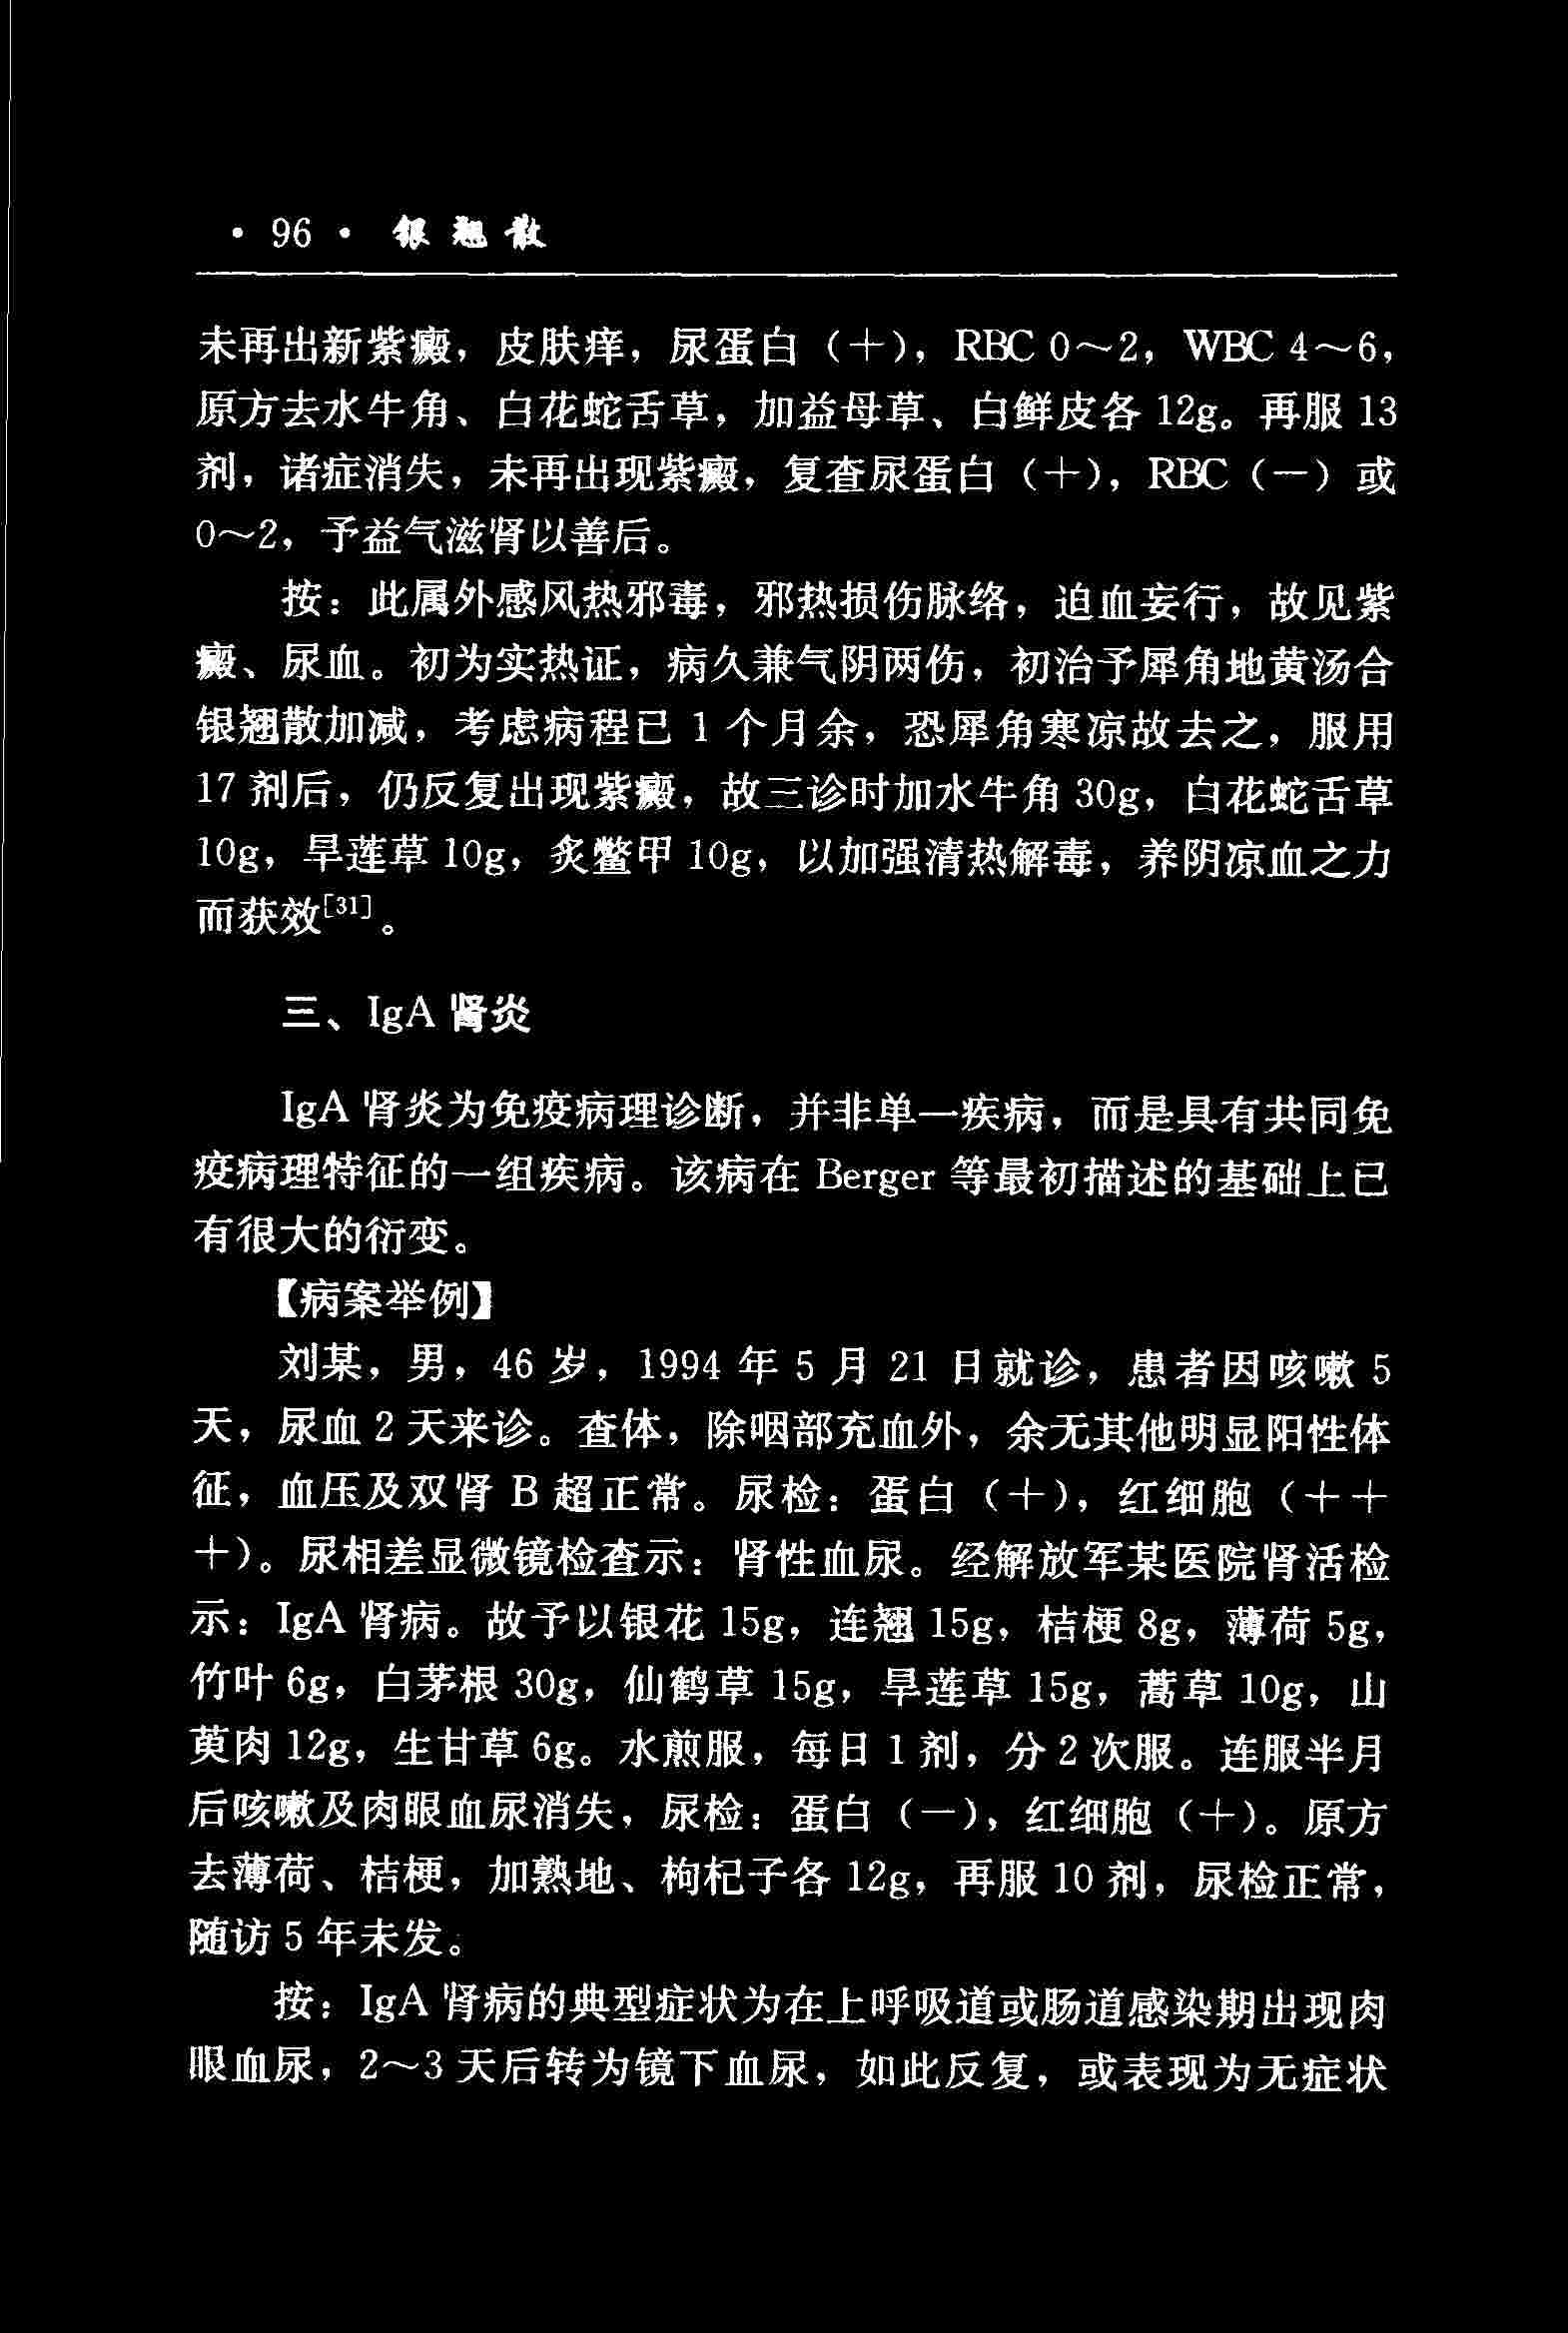 · 96 · 银翘散
未再出新紫癜，皮肤痒，尿蛋白（＋），RBC 0～2，WBC 4～6，
原方去水牛角、白花蛇舌草，加益母草、白鲜皮各 12g。再服 13
剂，诸症消失，未再出现紫癜，复查尿蛋白（＋），RBC（－）或
0～2，予益气滋肾以善后。
按：此属外感风热邪毒，邪热损伤脉络，迫血妄行，故见紫
癜、尿血。初为实热证，病久兼气阴两伤，初治予犀角地黄汤合
银翘散加减，考虑病程已 1 个月余，恐犀角寒凉故去之，服用
17 剂后，仍反复出现紫癜，故三诊时加水牛角 30g，白花蛇舌草
10g，旱莲草 10g，炙鳖甲 10g，以加强清热解毒，养阴凉血之力
而获效[31]。
三、IgA 肾炎
IgA 肾炎为免疫病理诊断，并非单一疾病，而是具有共同免
疫病理特征的一组疾病。该病在 Berger 等最初描述的基础上已
有很大的衍变。
【病案举例】
刘某，男，46 岁，1994 年 5 月 21 日就诊，患者因咳嗽 5
天，尿血 2 天来诊。查体，除咽部充血外，余无其他明显阳性体
征，血压及双肾 B 超正常。尿检：蛋白（＋），红细胞（＋＋
＋）。尿相差显微镜检查示：肾性血尿。经解放军某医院肾活检
示：IgA 肾病。故予以银花 15g，连翘 15g，桔梗 8g，薄荷 5g，
竹叶 6g，白茅根 30g，仙鹤草 15g，旱莲草 15g，蒿草 10g，山
萸肉 12g，生甘草 6g。水煎服，每日 1 剂，分 2 次服。连服半月
后咳嗽及肉眼血尿消失，尿检：蛋白（－），红细胞（＋）。原方
去薄荷、桔梗，加熟地、枸杞子各 12g，再服 10 剂，尿检正常，
随访 5 年未发。
按：IgA 肾病的典型症状为在上呼吸道或肠道感染期出现肉
眼血尿，2～3 天后转为镜下血尿，如此反复，或表现为无症状